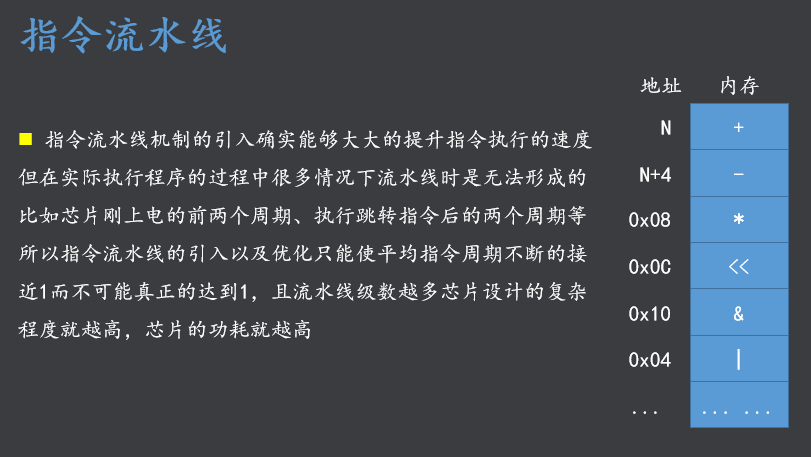 指令流水线
地址 内存
■ 指令流水线机制的引入确实能够大大的提升指令执行的速度
但在实际执行程序的过程中很多情况下流水线时是无法形成的
比如芯片刚上电的前两个周期、执行跳转指令后的两个周期等
所以指令流水线的引入以及优化只能使平均指令周期不断的接
近1而不可能真正的达到1，且流水线级数越多芯片设计的复杂
程度就越高，芯片的功耗就越高
N +
N+4 -
0x08 *
0x0C <<
0x10 &
0x04 |
... ... ...